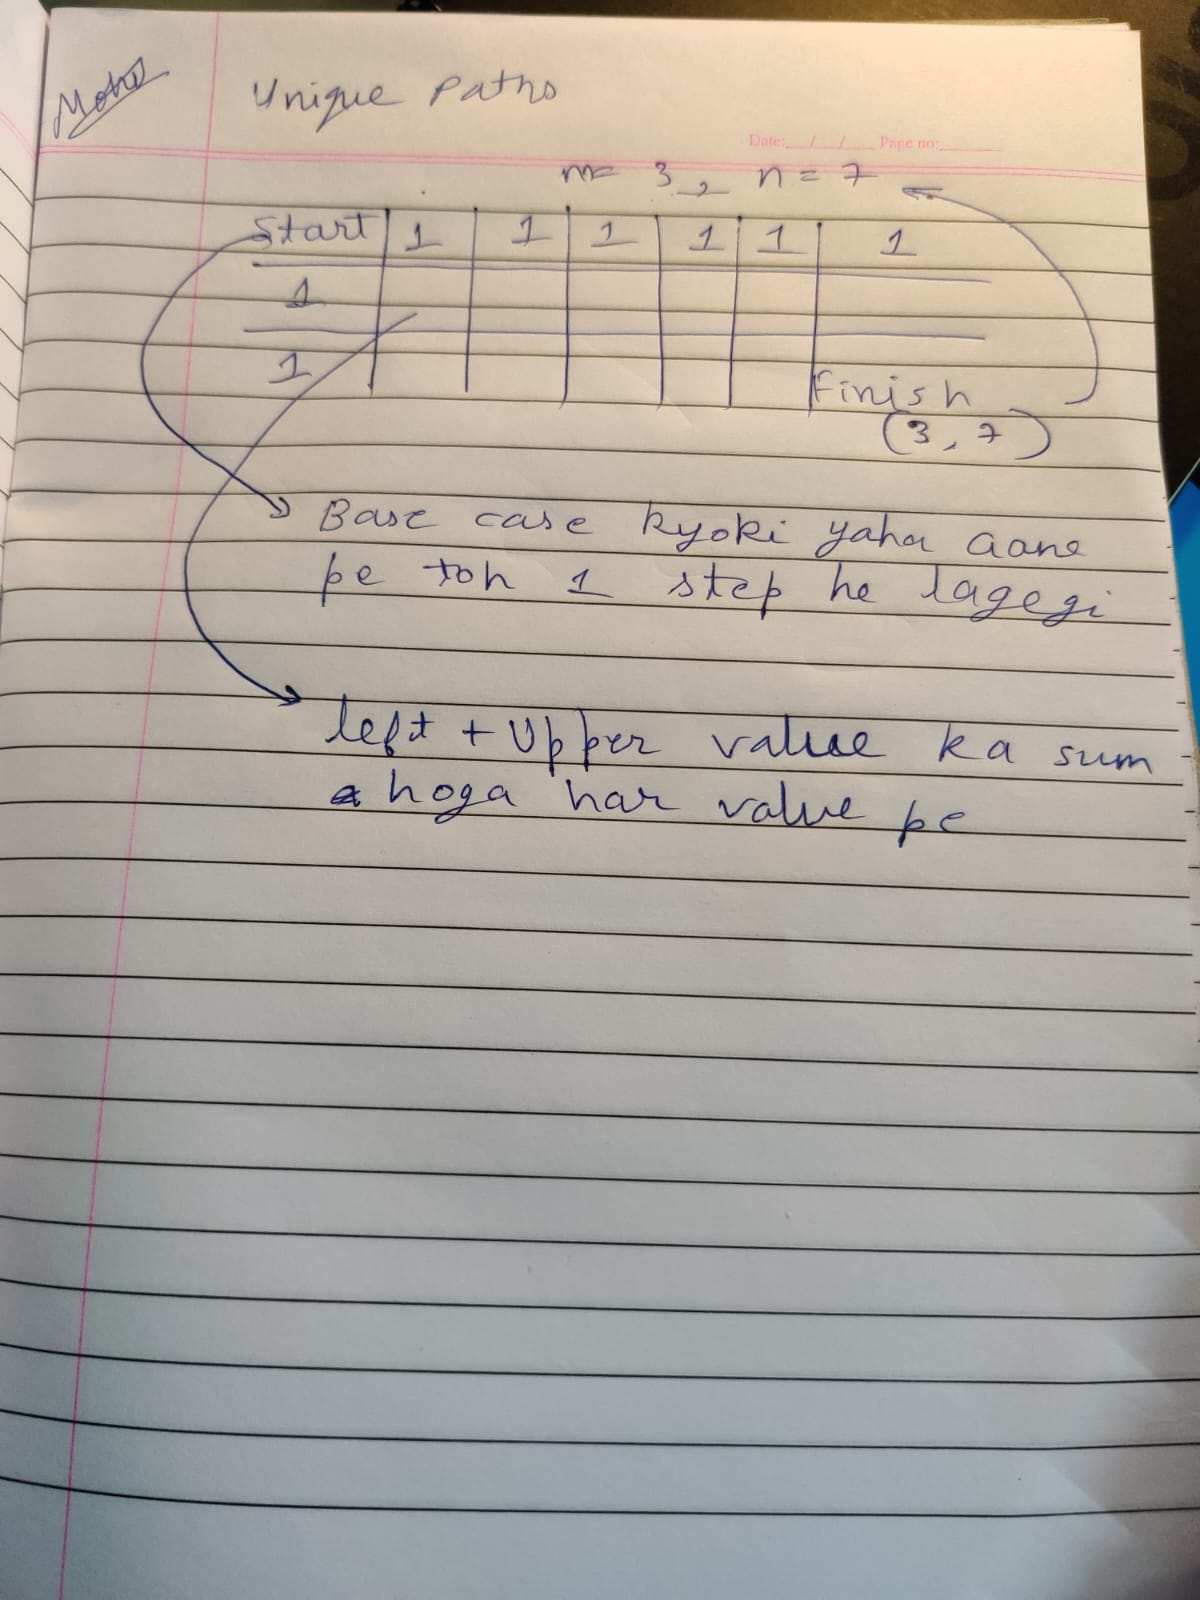 Unique Paths
Date: / / Page no:
m= 3, n = 7
Start 1 1 1 1 1 1
1
1
Finish
(3, 7)
Base case kyoki yaha aane
pe toh 1 step he lagegi
left + Upper value ka sum
hoga har value pe